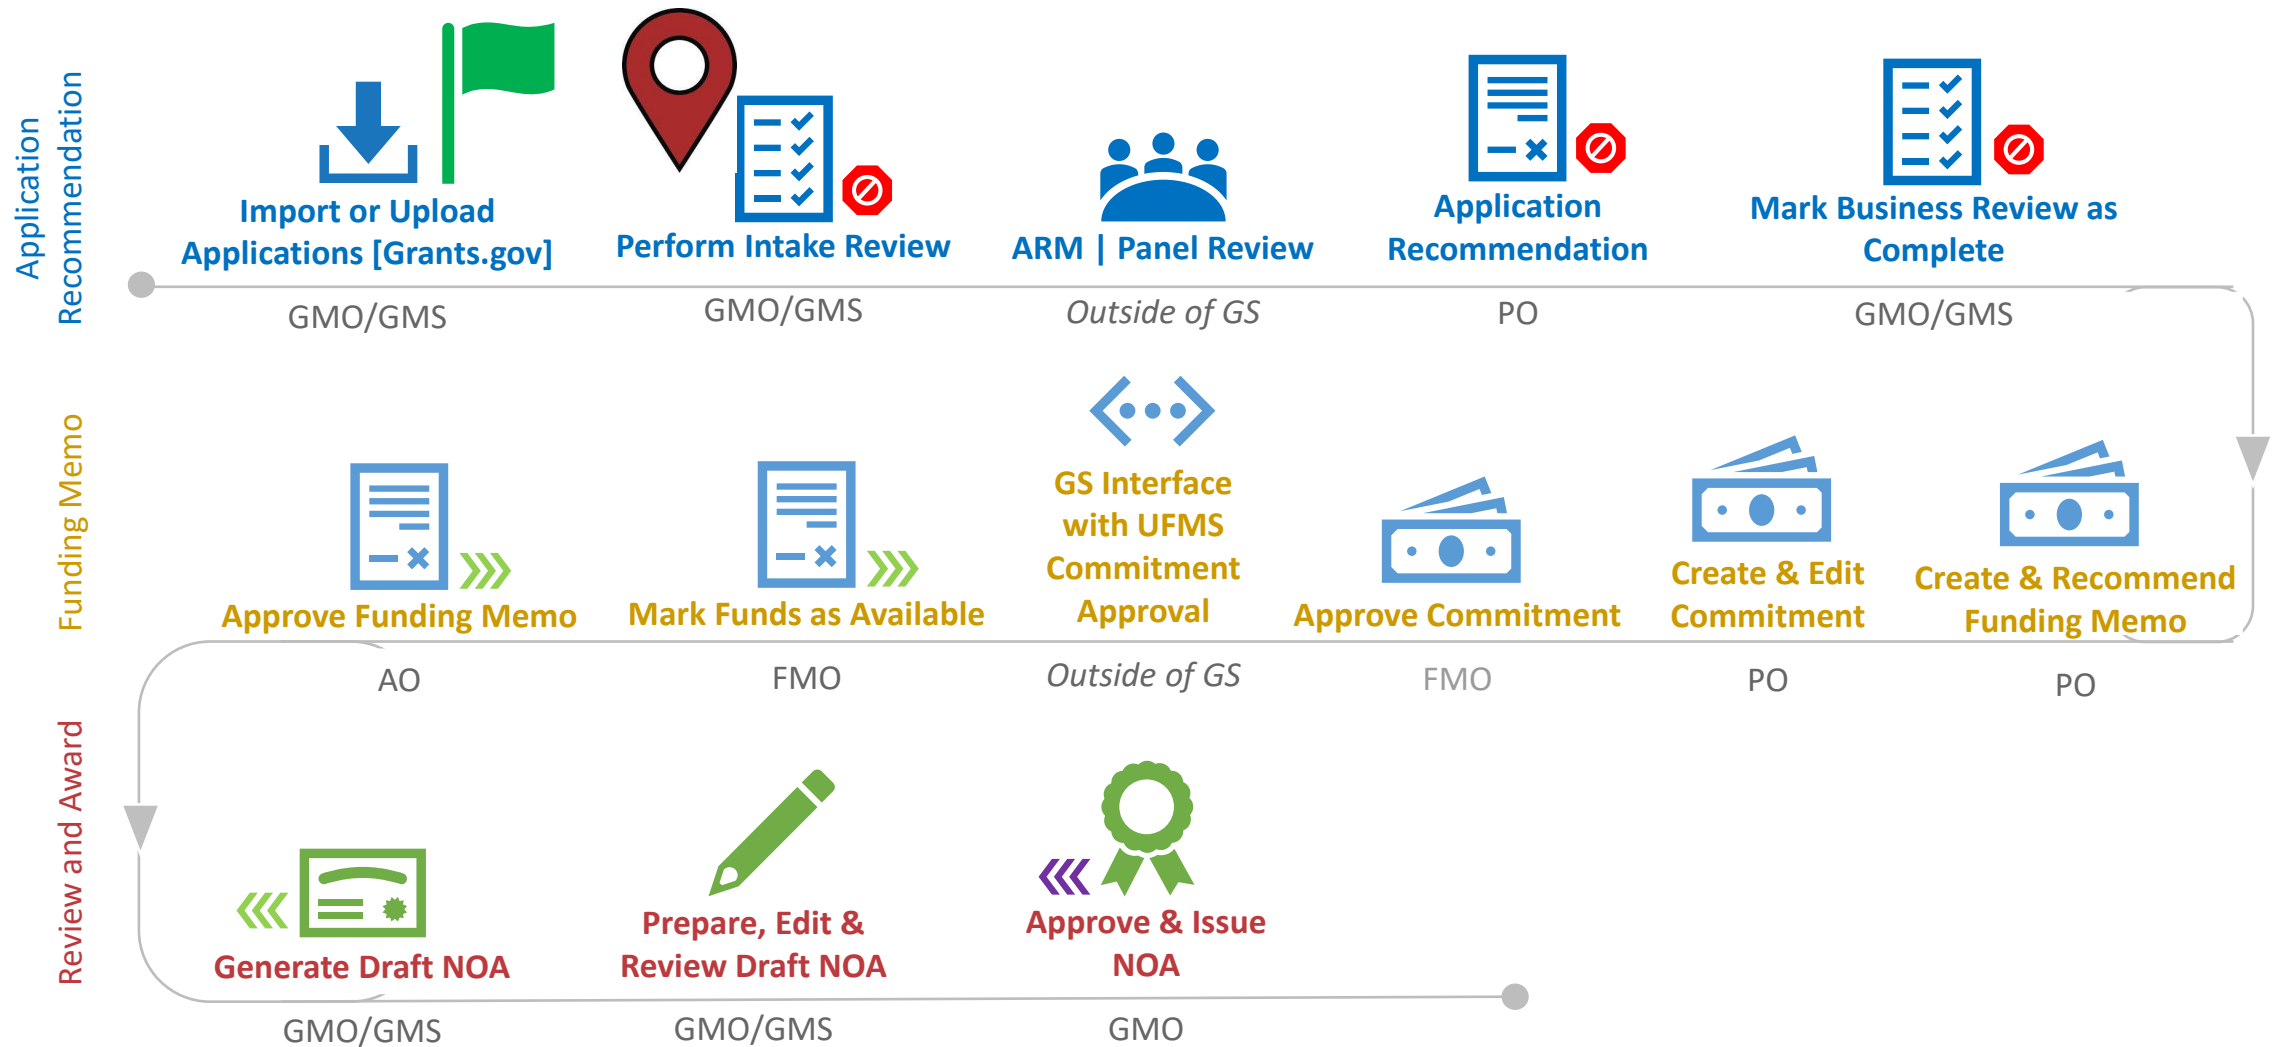 Application
Recommendation
Import or Upload
Applications [Grants.gov]
Perform Intake Review
ARM | Panel Review
Application
Recommendation
Mark Business Review as
Complete
GMO/GMS
GMO/GMS
Outside of GS
PO
GMO/GMS
Funding Memo
Approve Funding Memo
Mark Funds as Available
GS Interface
with UFMS
Commitment
Approval
Approve Commitment
Create & Edit
Commitment
Create & Recommend
Funding Memo
AO
FMO
Outside of GS
FMO
PO
PO
Review and Award
Generate Draft NOA
Prepare, Edit &
Review Draft NOA
Approve & Issue
NOA
GMO/GMS
GMO/GMS
GMO